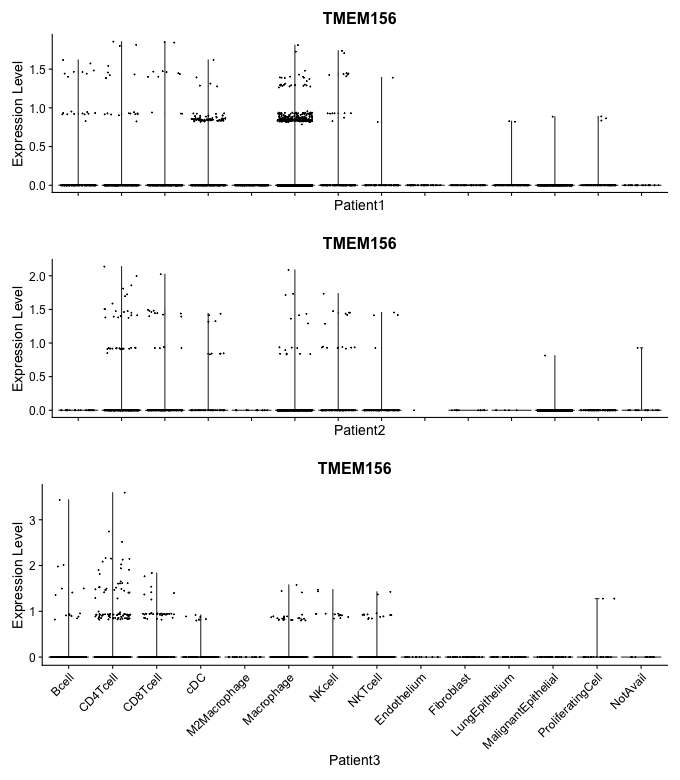 TMEM156
Expression Level
1.5
1.0
0.5
0.0
Patient1
TMEM156
Expression Level
2.0
1.5
1.0
0.5
0.0
Patient2
TMEM156
Expression Level
3
2
1
0
Bcell
CD4Tcell
CD8Tcell
cDC
M2Macrophage
Macrophage
NKcell
NKTcell
Endothelium
Fibroblast
LungEpithelium
MalignantEpithelial
ProliferatingCell
NotAvail
Patient3